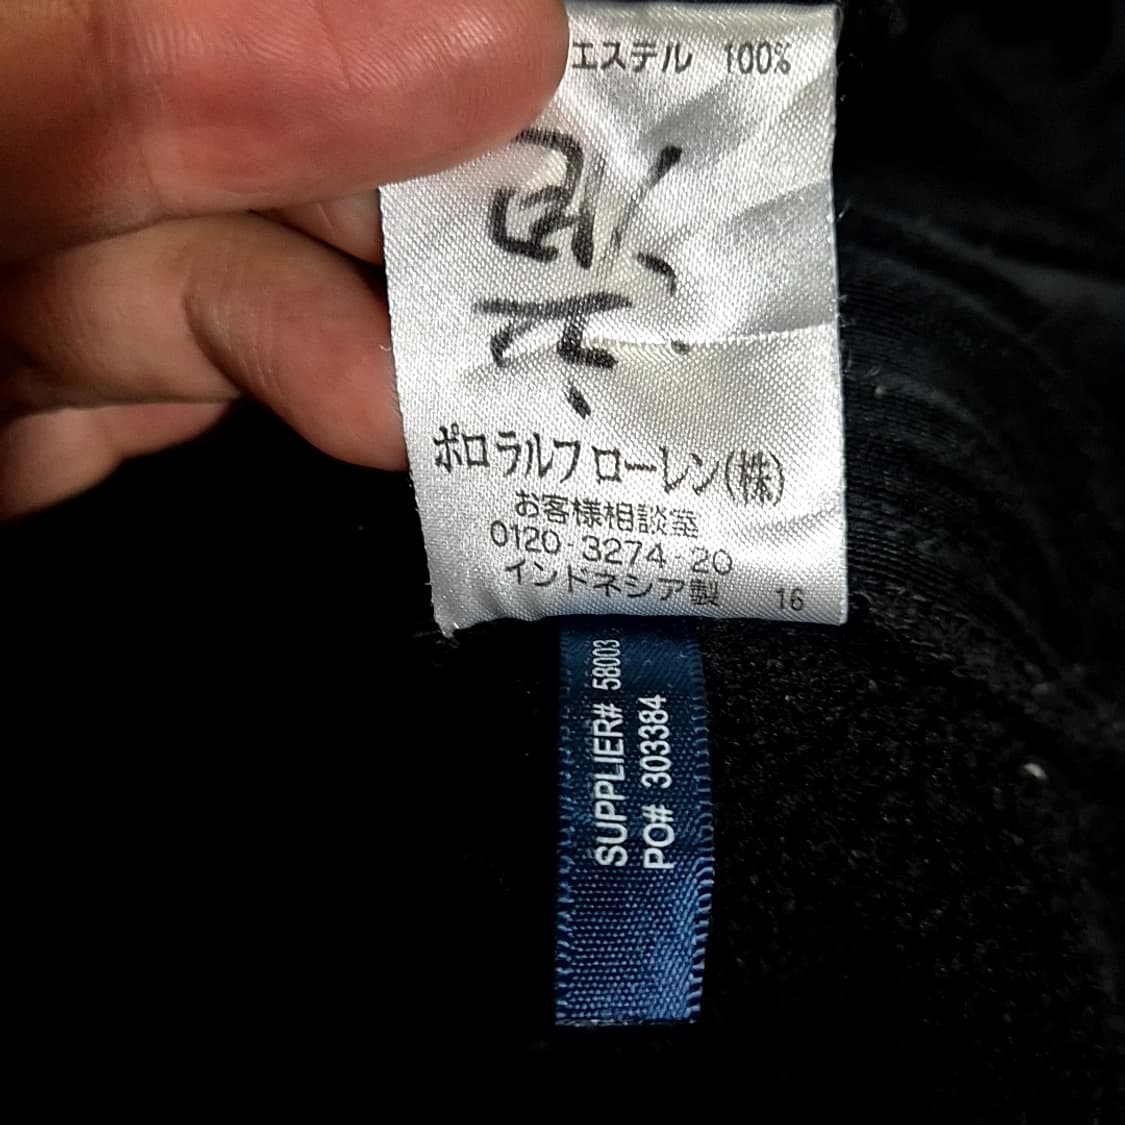 エステル 100%
ポロ ラルフ ローレン(株)
お客様相談室
0120-3274-20
インドネシア製 16
SUPPLIER# 58003
PO# 303384